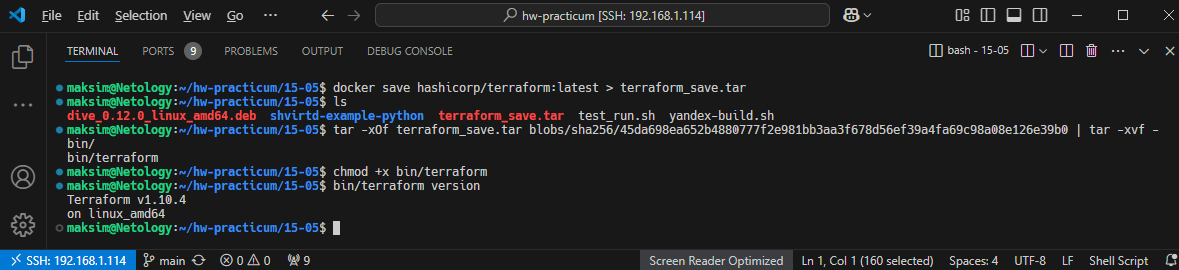 File Edit Selection View Go ··· hw-practicum [SSH: 192.168.1.114]
TERMINAL PORTS 9 PROBLEMS OUTPUT DEBUG CONSOLE bash - 15-05
maksim@Netology:~/hw-practicum/15-05$ docker save hashicorp/terraform:latest > terraform_save.tar
maksim@Netology:~/hw-practicum/15-05$ ls
dive_0.12.0_linux_amd64.deb shvirtd-example-python terraform_save.tar test_run.sh yandex-build.sh
maksim@Netology:~/hw-practicum/15-05$ tar -xOf terraform_save.tar blobs/sha256/45da698ea652b4880777f2e981bb3aa3f678d56ef39a4fa69c98a08e126e39b0 | tar -xvf -
bin/
bin/terraform
maksim@Netology:~/hw-practicum/15-05$ chmod +x bin/terraform
maksim@Netology:~/hw-practicum/15-05$ bin/terraform version
Terraform v1.10.4
on linux_amd64
maksim@Netology:~/hw-practicum/15-05$
SSH: 192.168.1.114 main 0 0 9 Screen Reader Optimized Ln 1, Col 1 (160 selected) Spaces: 4 UTF-8 LF Shell Script